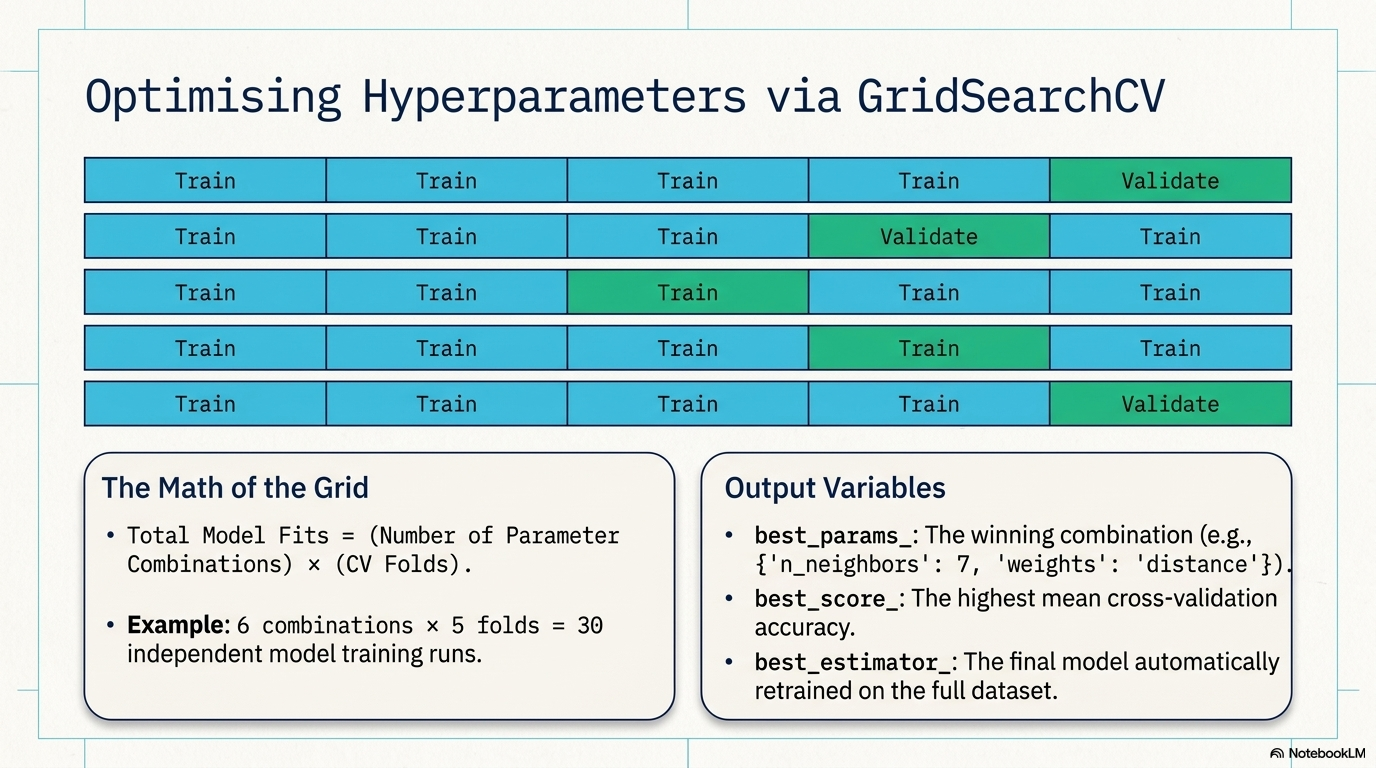 Optimising Hyperparameters via GridSearchCV
Train Train Train Train Validate
Train Train Train Validate Train
Train Train Train Train Train
Train Train Train Train Train
Train Train Train Train Validate
The Math of the Grid
• Total Model Fits = (Number of Parameter
Combinations) × (CV Folds).
• Example: 6 combinations × 5 folds = 30
independent model training runs.
Output Variables
• best_params_: The winning combination (e.g.,
{'n_neighbors': 7, 'weights': 'distance'}).
• best_score_: The highest mean cross-validation
accuracy.
• best_estimator_: The final model automatically
retrained on the full dataset.
NotebookLM